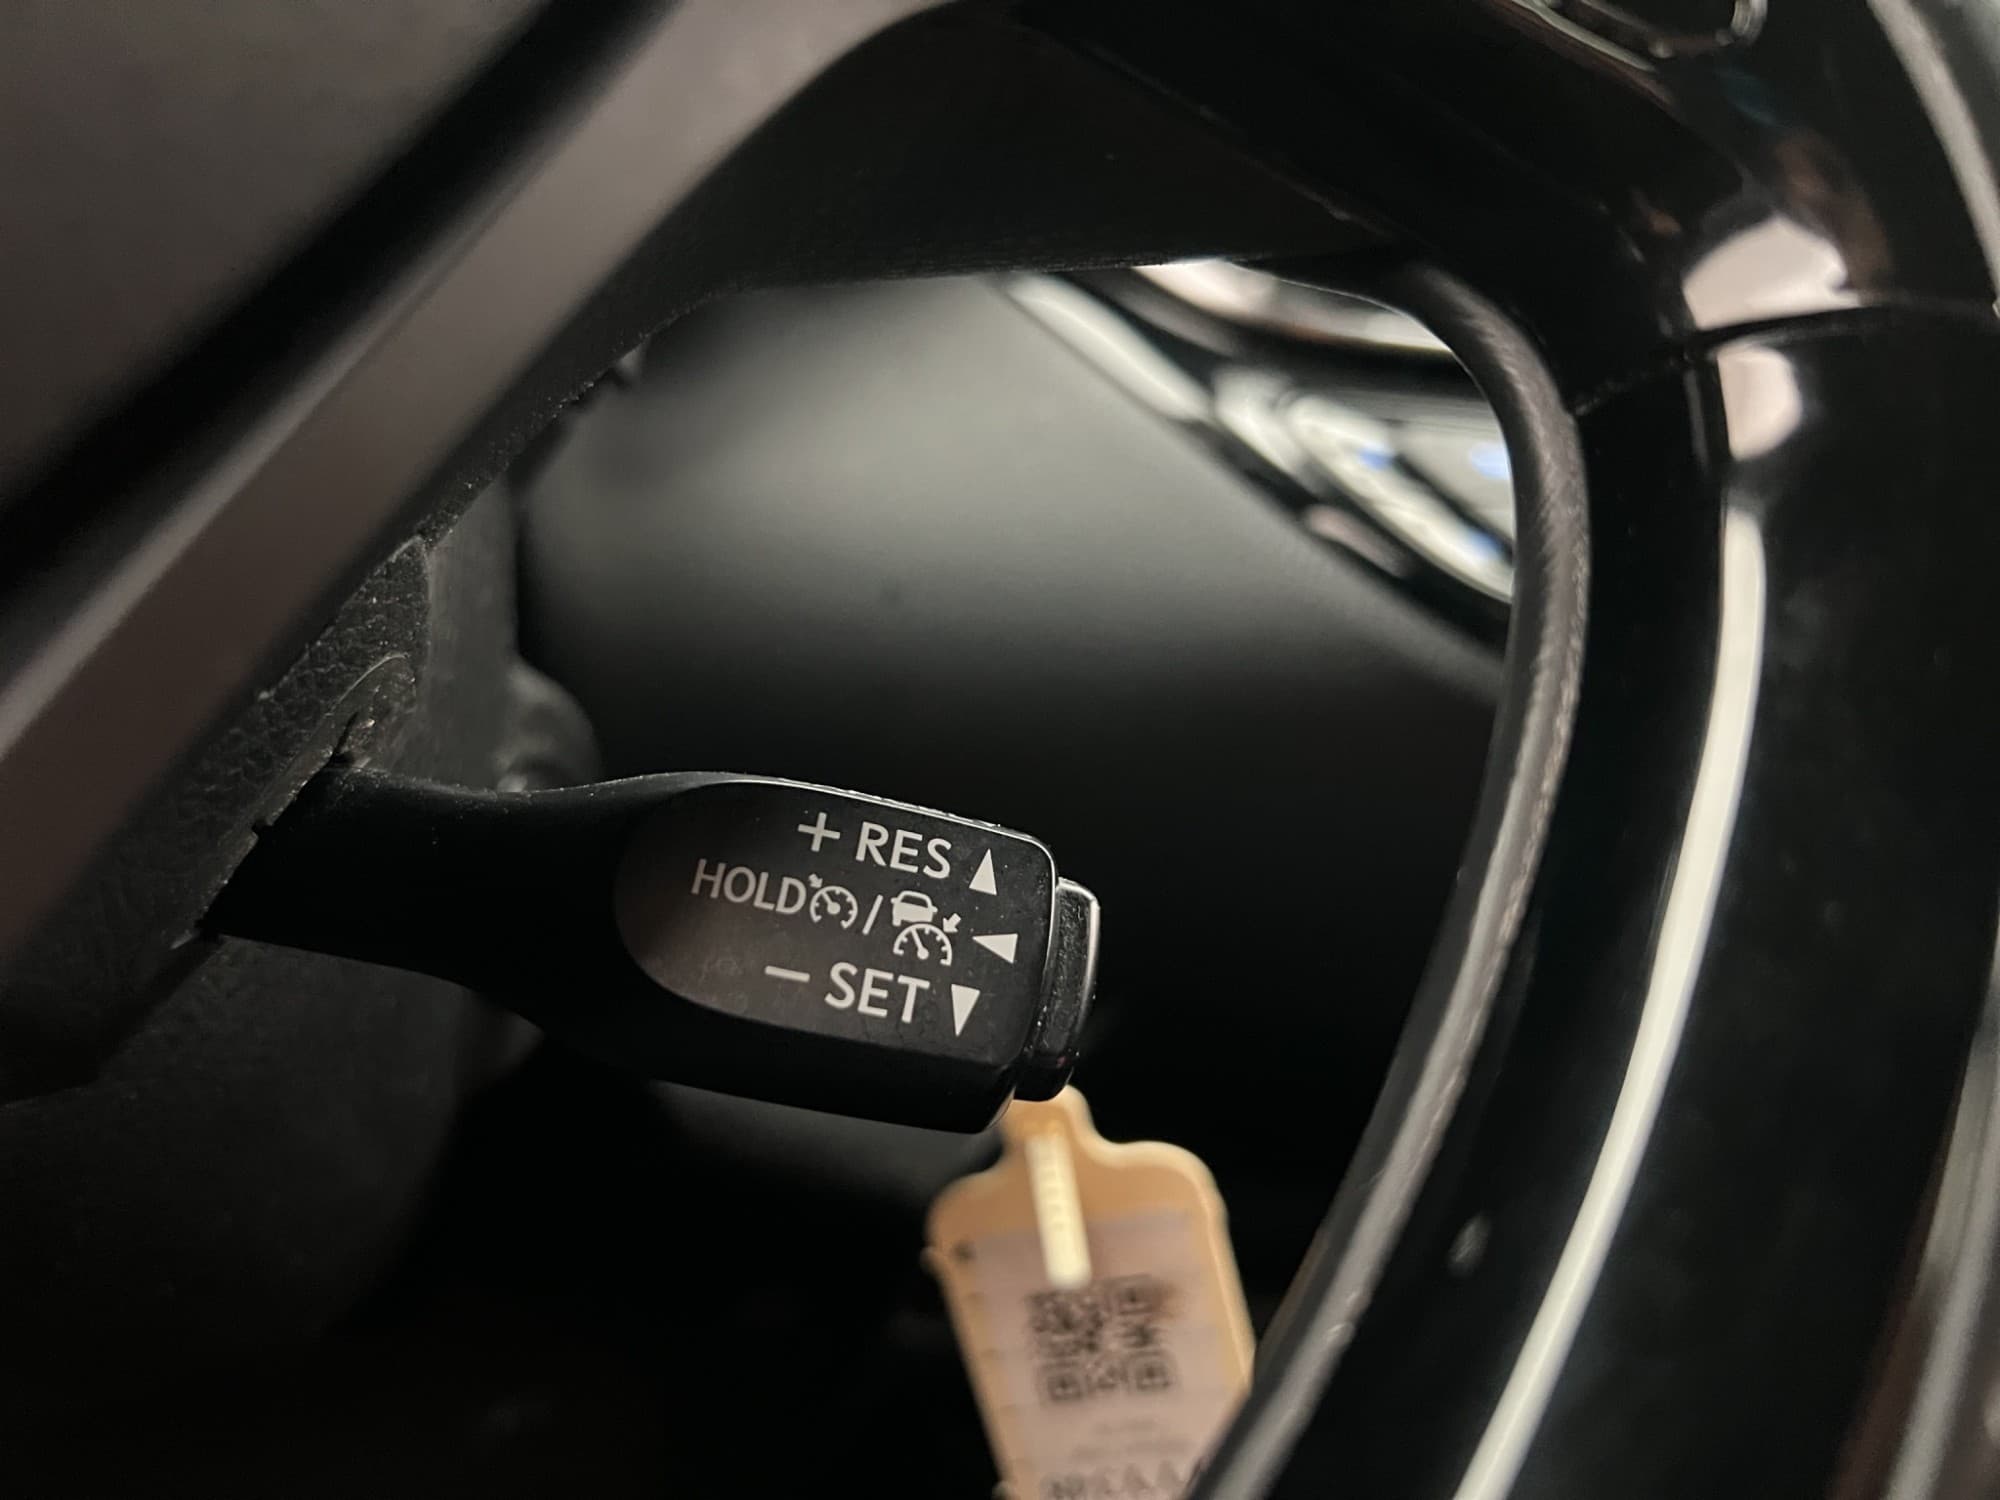 + RES ▲
HOLD / ◀
− SET ▼